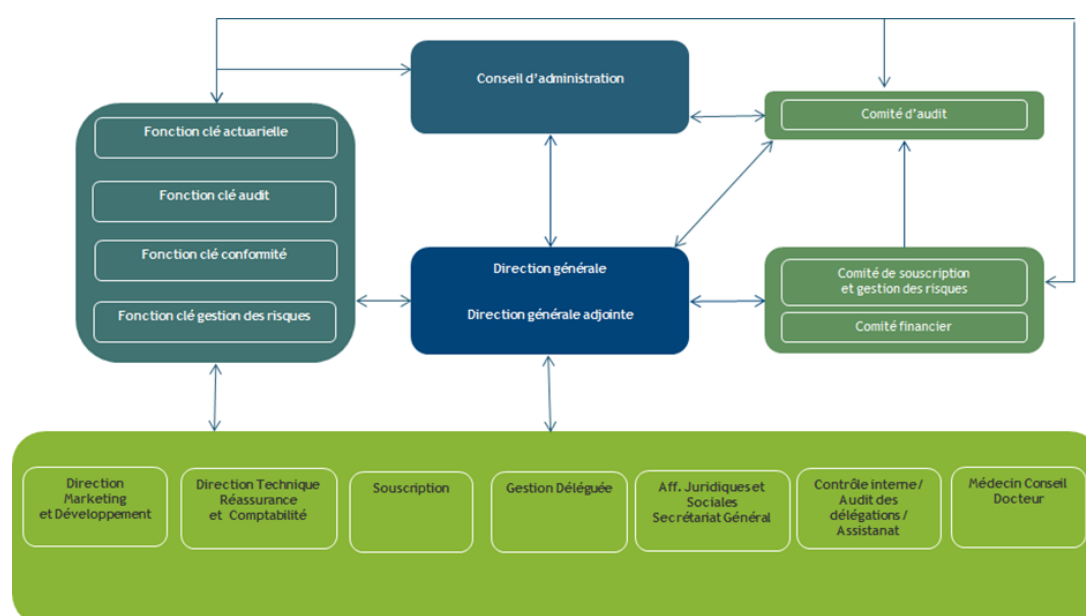 Conseil d'administration
Comité d'audit
Fonction clé actuarielle
Fonction clé audit
Fonction clé conformité
Fonction clé gestion des risques
Direction générale
Direction générale adjointe
Comité de souscription
et gestion des risques
Comité financier
Direction
Marketing
et Développement
Direction Technique
Réassurance
et Comptabilité
Souscription
Gestion Déléguée
Aff. Juridiques et
Sociales
Secrétariat Général
Contrôle interne /
Audit des
délégations /
Assistanat
Médecin Conseil
Docteur